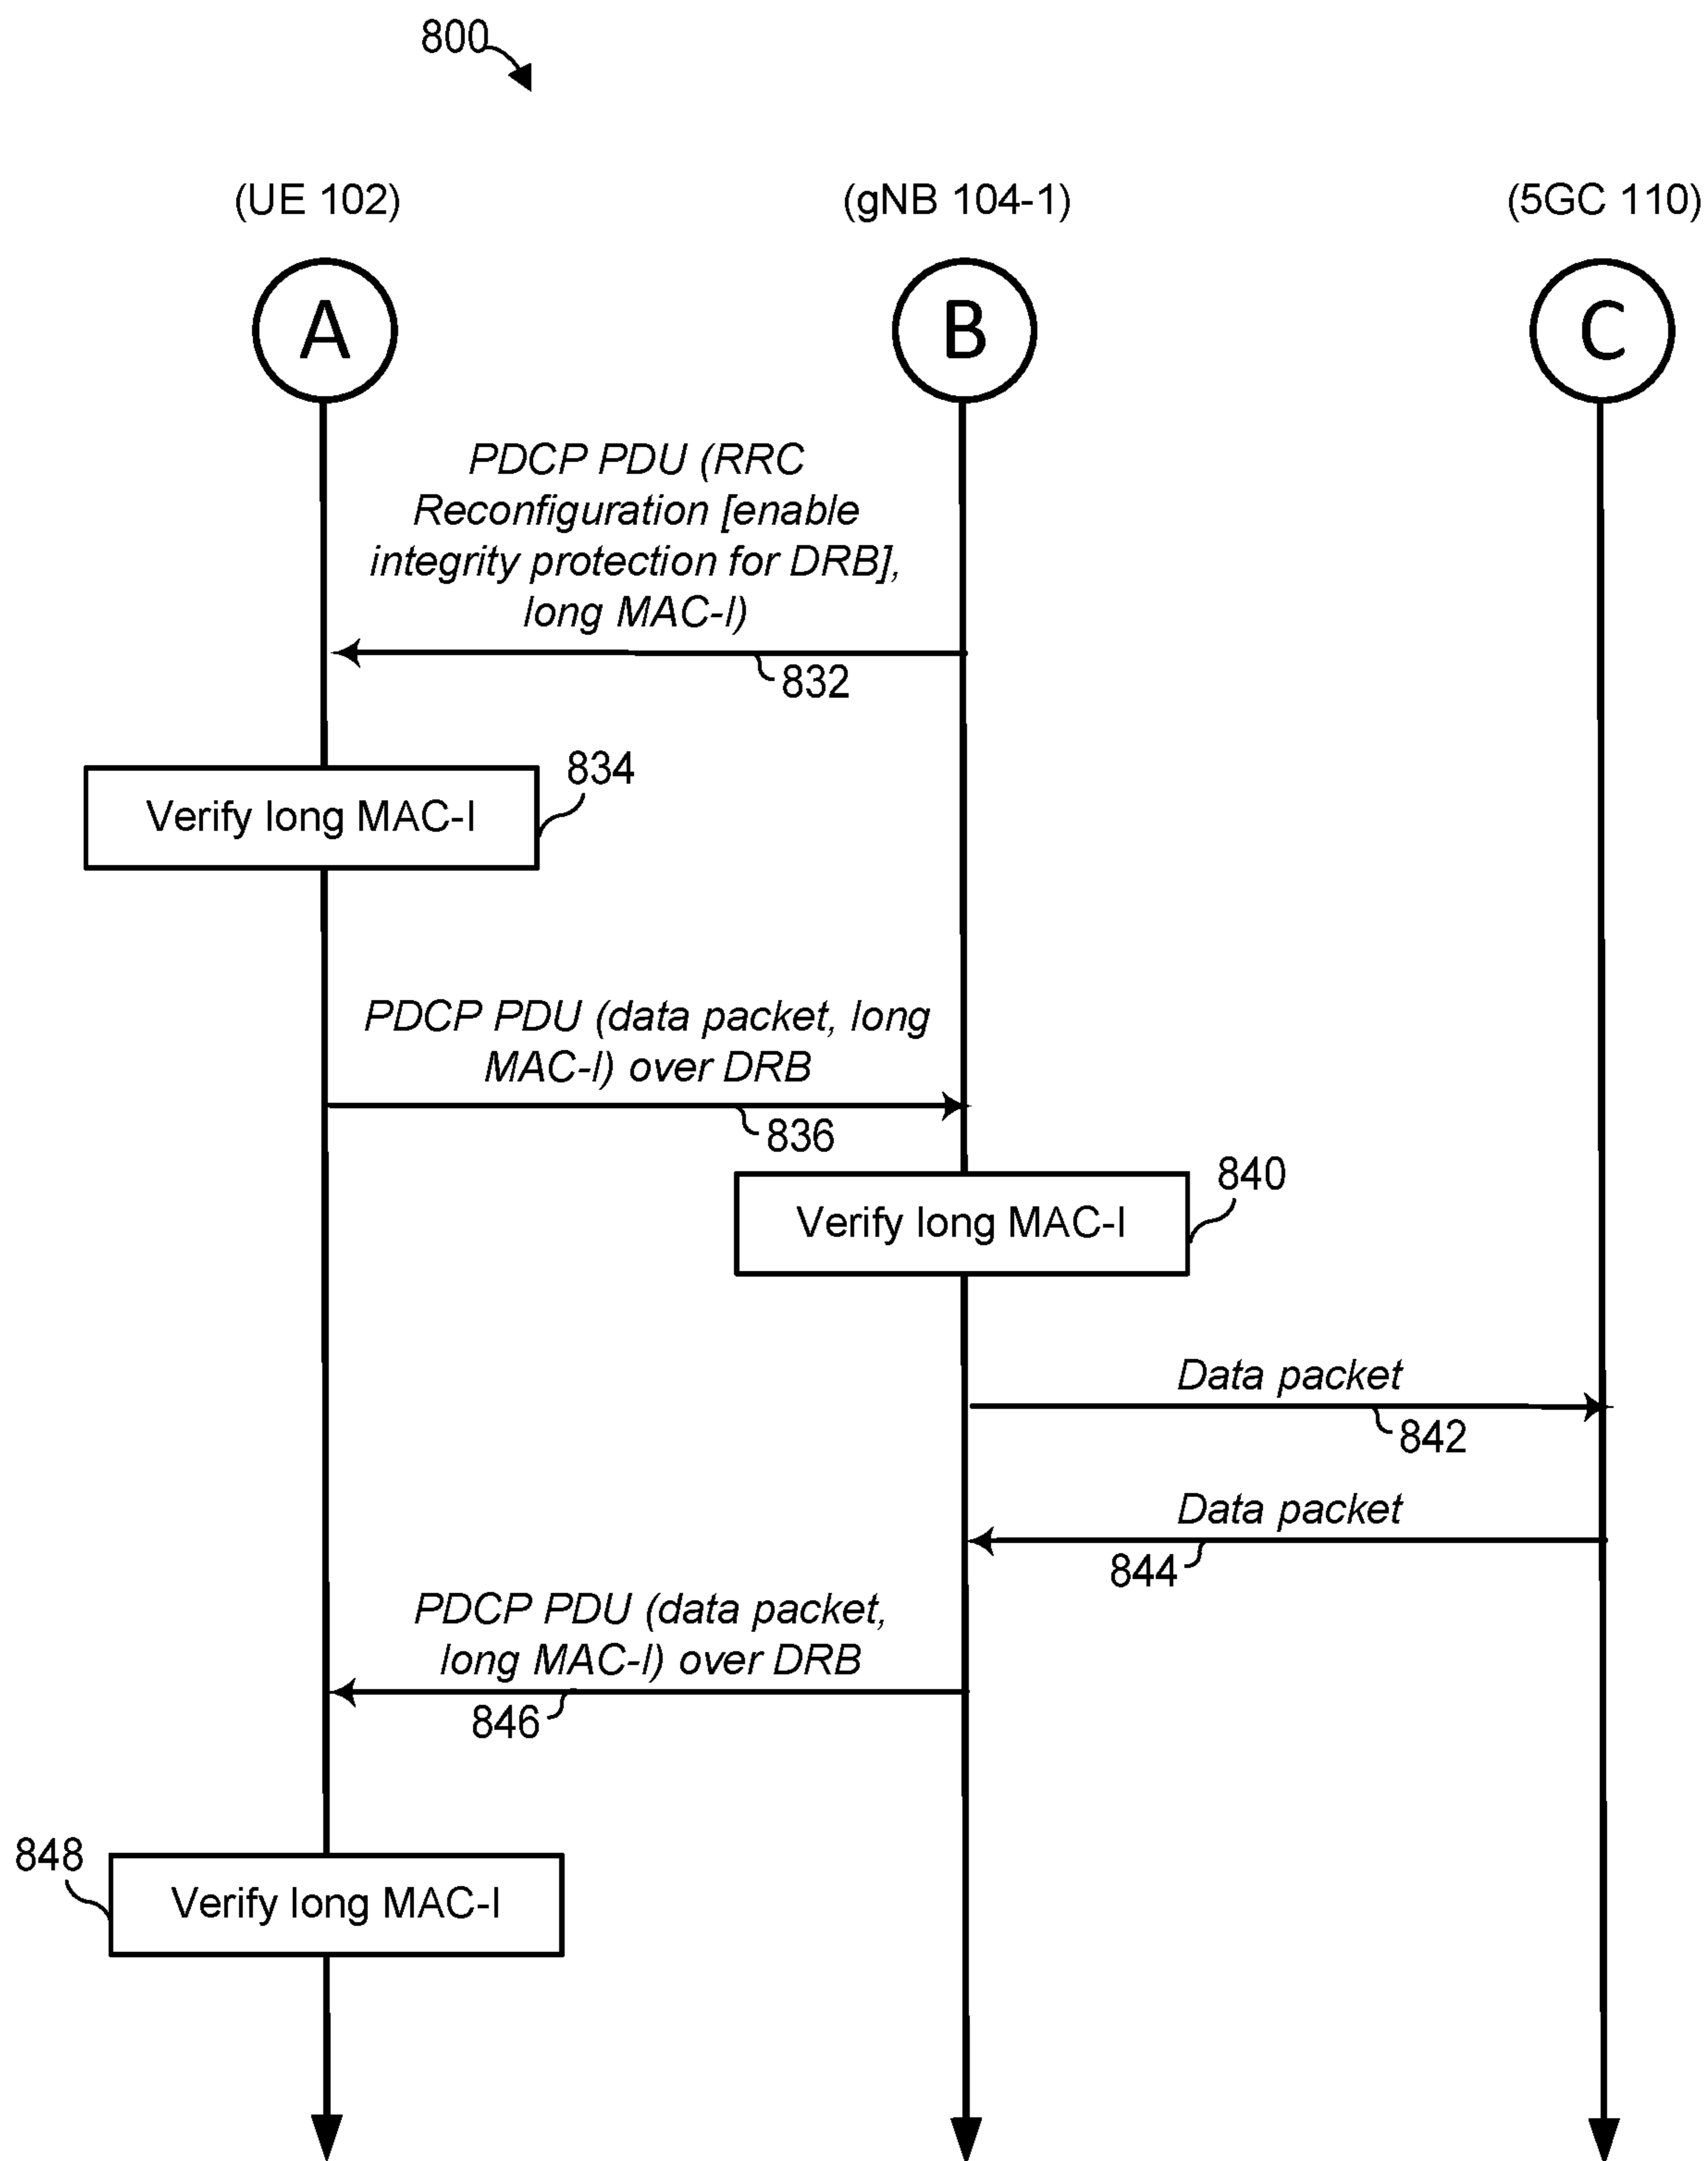 800
(UE 102)
(gNB 104-1)
(5GC 110)
A
B
C
PDCP PDU (RRC
Reconfiguration [enable
integrity protection for DRB],
long MAC-I)
832
834
Verify long MAC-I
PDCP PDU (data packet, long
MAC-I) over DRB
836
840
Verify long MAC-I
Data packet
842
Data packet
844
PDCP PDU (data packet,
long MAC-I) over DRB
846
848
Verify long MAC-I